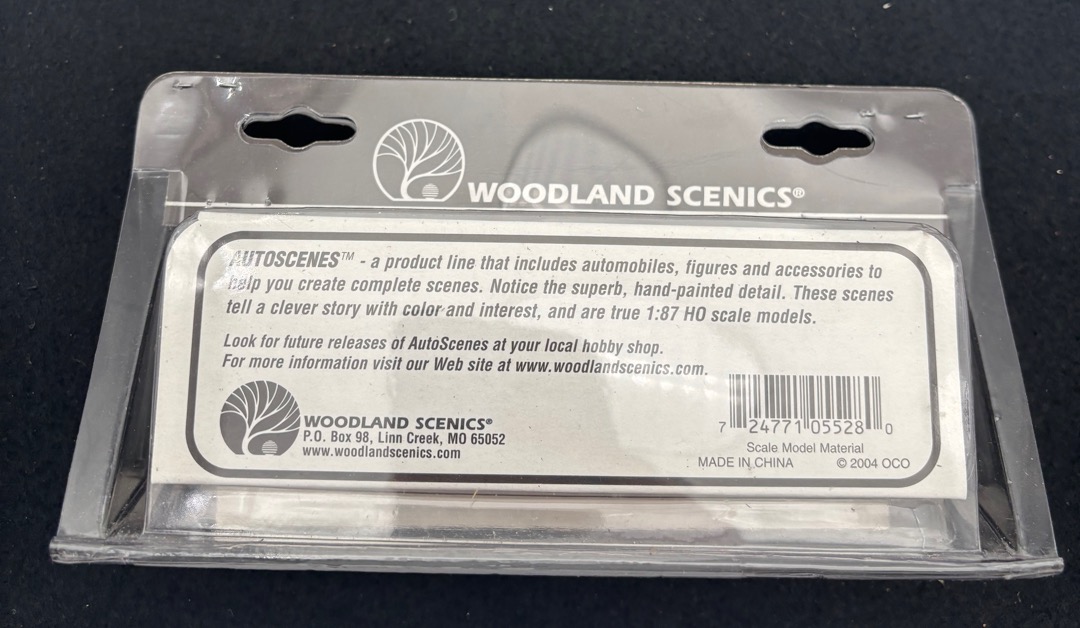 WOODLAND SCENICS®
AUTOSCENES™ - a product line that includes automobiles, figures and accessories to
help you create complete scenes. Notice the superb, hand-painted detail. These scenes
tell a clever story with color and interest, and are true 1:87 HO scale models.
Look for future releases of AutoScenes at your local hobby shop.
For more information visit our Web site at www.woodlandscenics.com.
WOODLAND SCENICS®
P.O. Box 98, Linn Creek, MO 65052
www.woodlandscenics.com
7 24771 05528 0
Scale Model Material
MADE IN CHINA © 2004 OCO